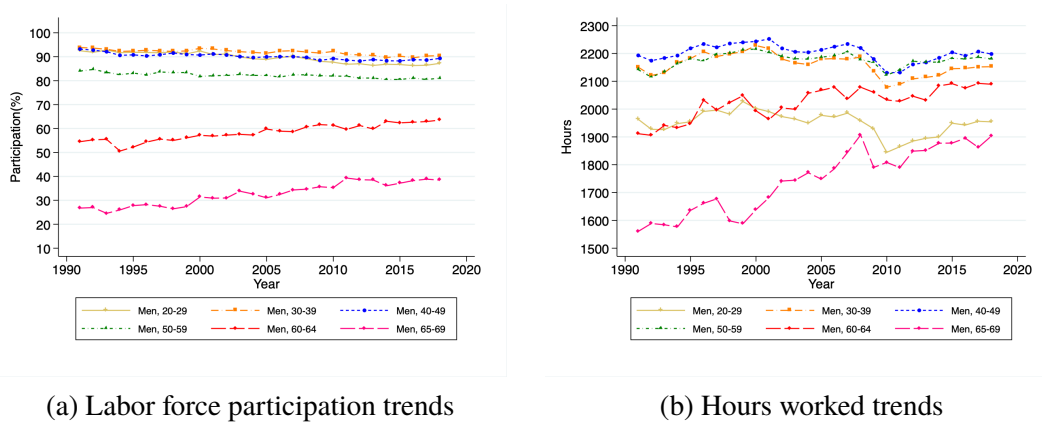 100
90
80
70
60
50
40
30
20
10
Participation(%)
1990 1995 2000 2005 2010 2015 2020
Year
Men, 20-29 Men, 30-39 Men, 40-49
Men, 50-59 Men, 60-64 Men, 65-69
(a) Labor force participation trends
2300
2200
2100
2000
1900
1800
1700
1600
1500
Hours
1990 1995 2000 2005 2010 2015 2020
Year
Men, 20-29 Men, 30-39 Men, 40-49
Men, 50-59 Men, 60-64 Men, 65-69
(b) Hours worked trends